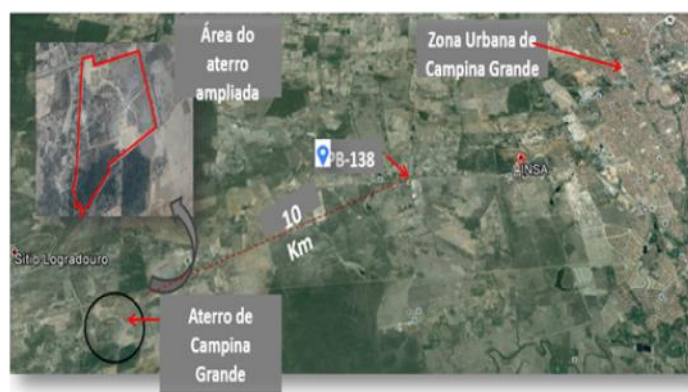 Área do
aterro
ampliada
Zona Urbana de
Campina Grande
PB-138
INSA
10
Km
Sítio Logradouro
Aterro de
Campina
Grande